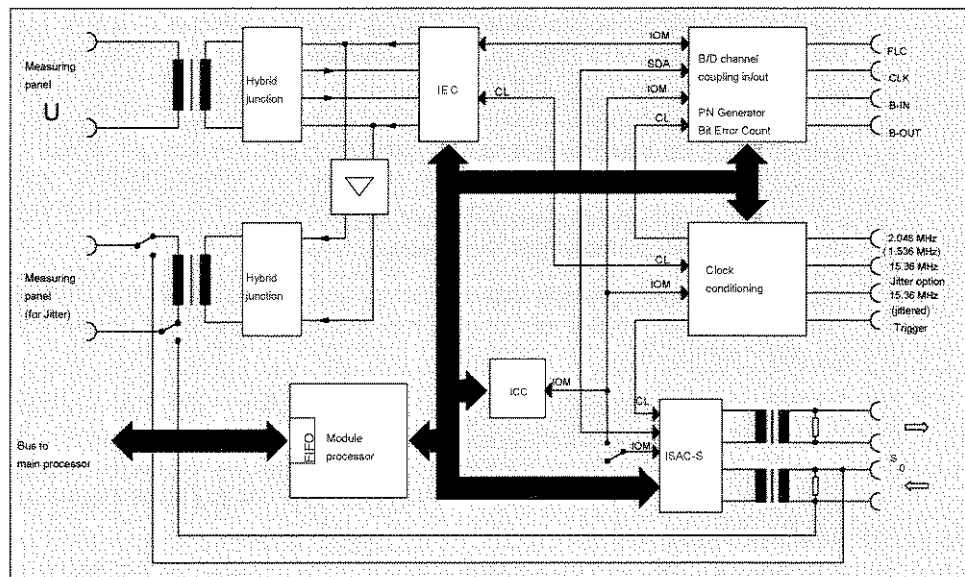 Measuring
panel
U
Hybrid
junction
IEC
IOM
SDA
IOM
CL
CL
B/D channel
coupling in/out
PN Generator
Bit Error Count
FLC
CLK
B-IN
B-OUT
Measuring
panel
(for Jitter)
Hybrid
junction
CL
IOM
Clock
conditioning
2.048 MHz
(1.536 MHz)
15.36 MHz
Jitter option
15.36 MHz
(jittered)
Trigger
ICC
IOM
Bus to
main processor
FIFO
Module
processor
CL
IOM
ISAC-S
S
0